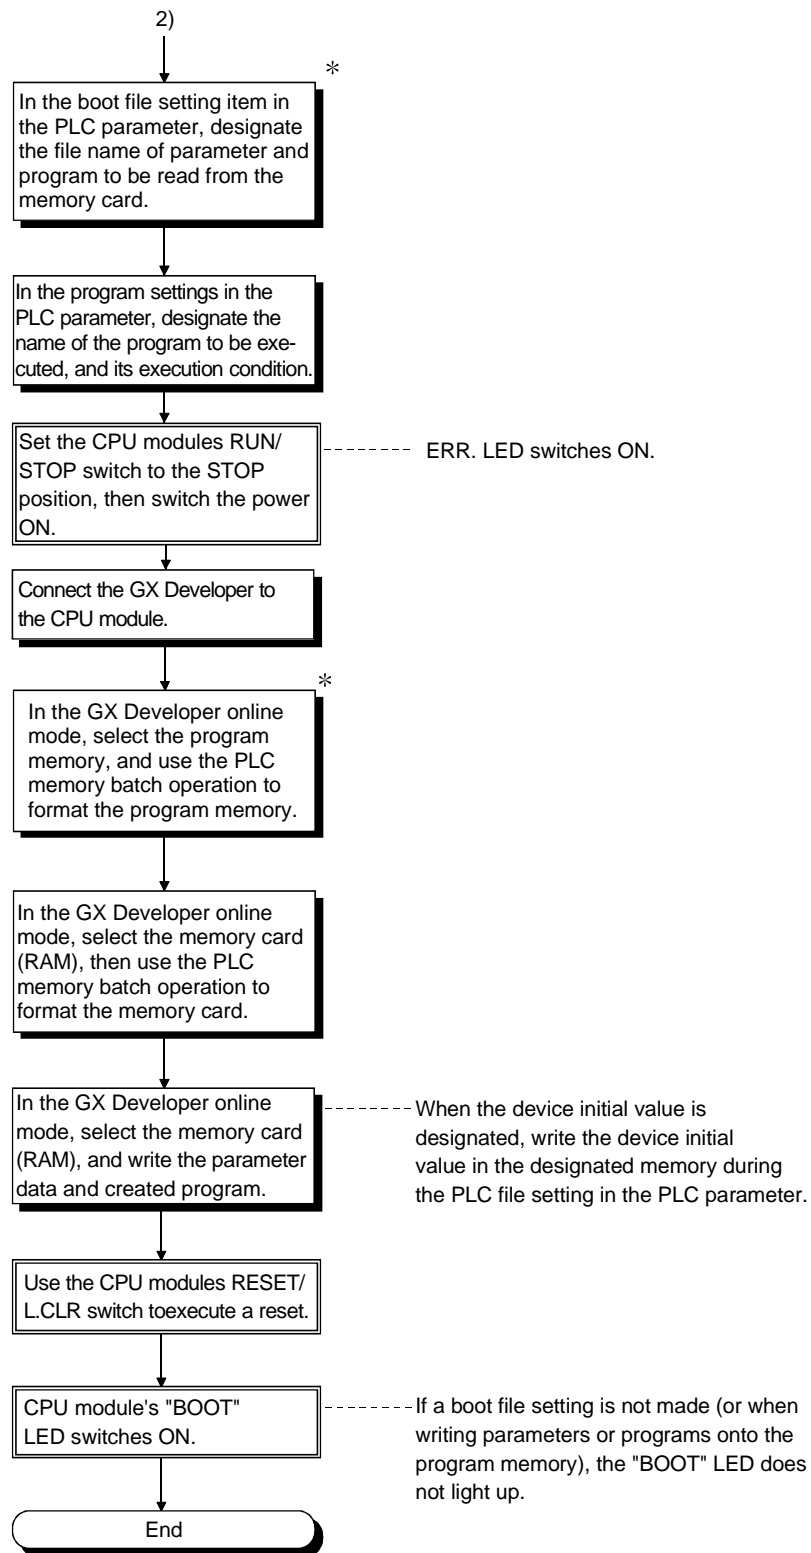 2)
*
In the boot file setting item in
the PLC parameter, designate
the file name of parameter and
program to be read from the
memory card.
In the program settings in the
PLC parameter, designate the
name of the program to be exe-
cuted, and its execution condition.
Set the CPU modules RUN/
STOP switch to the STOP
position, then switch the power
ON.
ERR. LED switches ON.
Connect the GX Developer to
the CPU module.
*
In the GX Developer online
mode, select the program
memory, and use the PLC
memory batch operation to
format the program memory.
In the GX Developer online
mode, select the memory card
(RAM), then use the PLC
memory batch operation to
format the memory card.
In the GX Developer online
mode, select the memory card
(RAM), and write the parameter
data and created program.
When the device initial value is
designated, write the device initial
value in the designated memory during
the PLC file setting in the PLC parameter.
Use the CPU modules RESET/
L.CLR switch toexecute a reset.
CPU module's "BOOT"
LED switches ON.
If a boot file setting is not made (or when
writing parameters or programs onto the
program memory), the "BOOT" LED does
not light up.
End